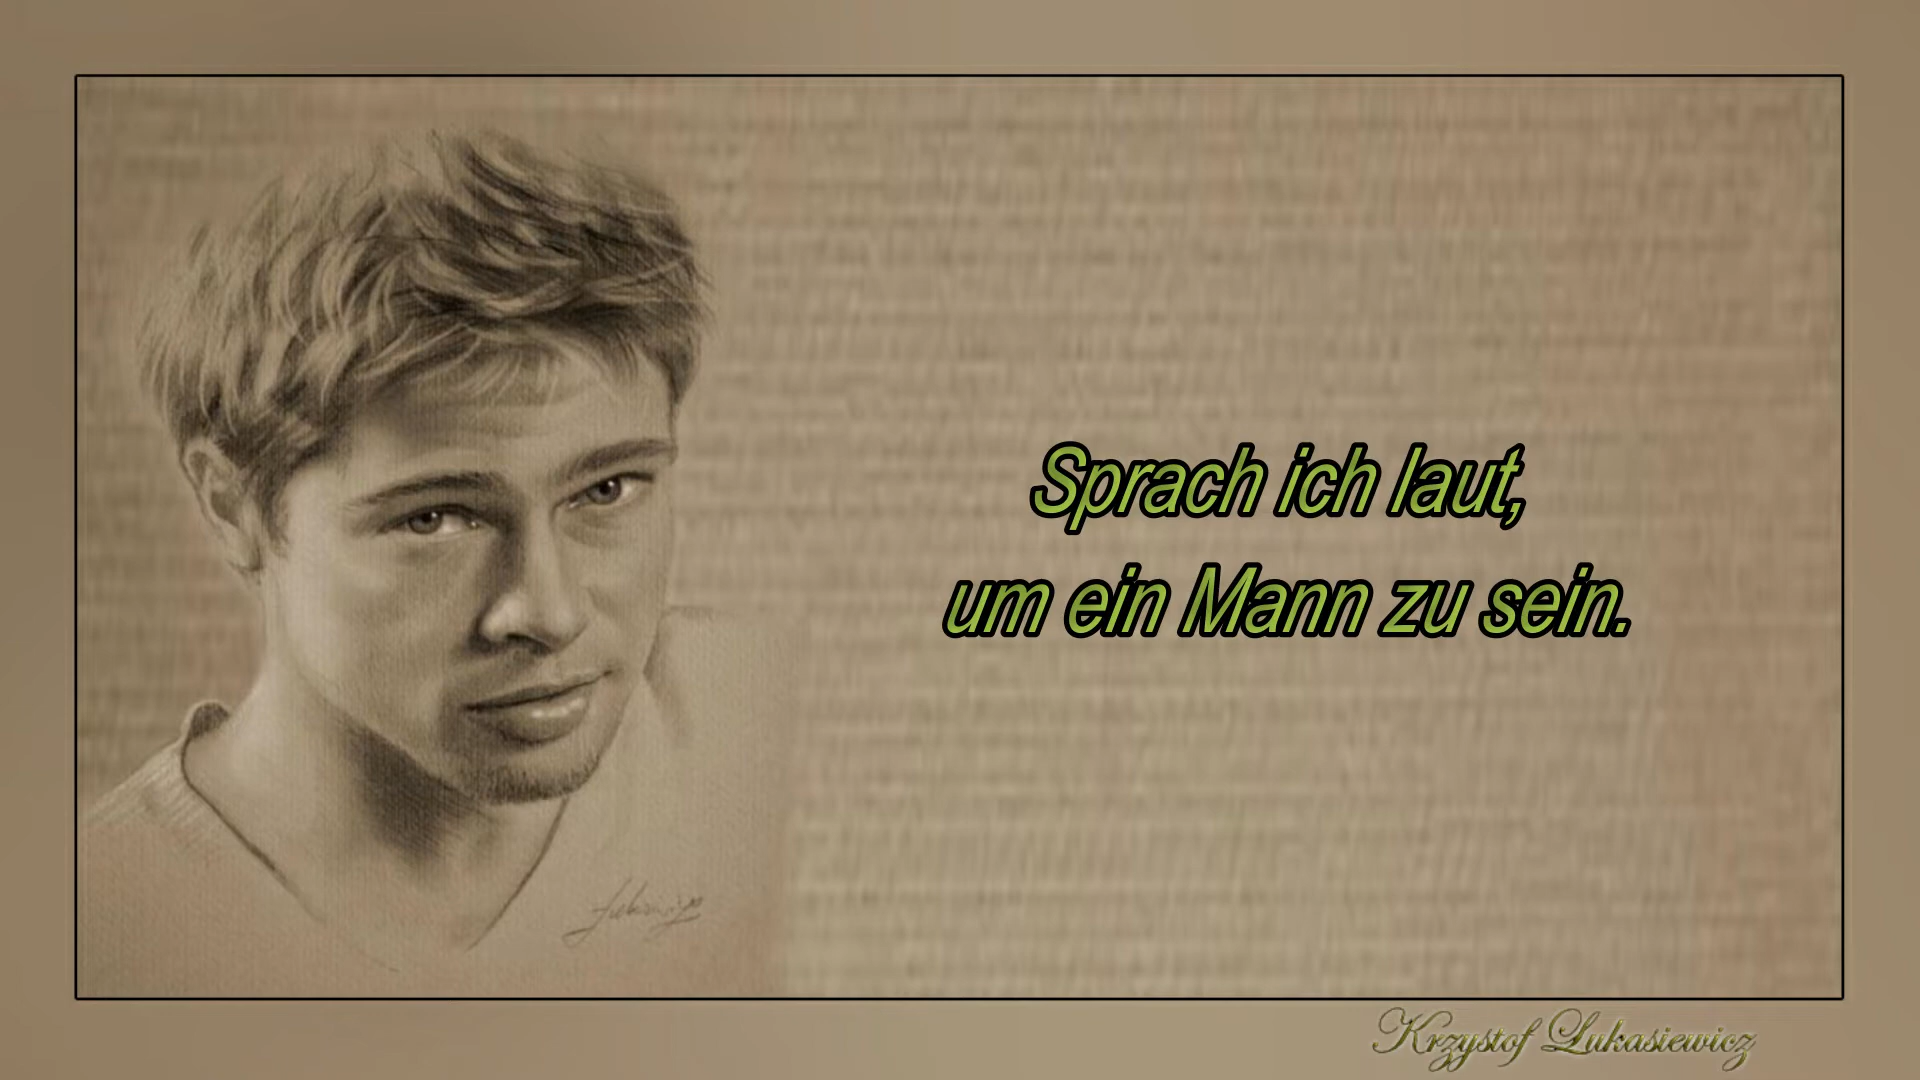 Sprach ich laut,
um ein Mann zu sein.
Krzystof Lukasiewicz